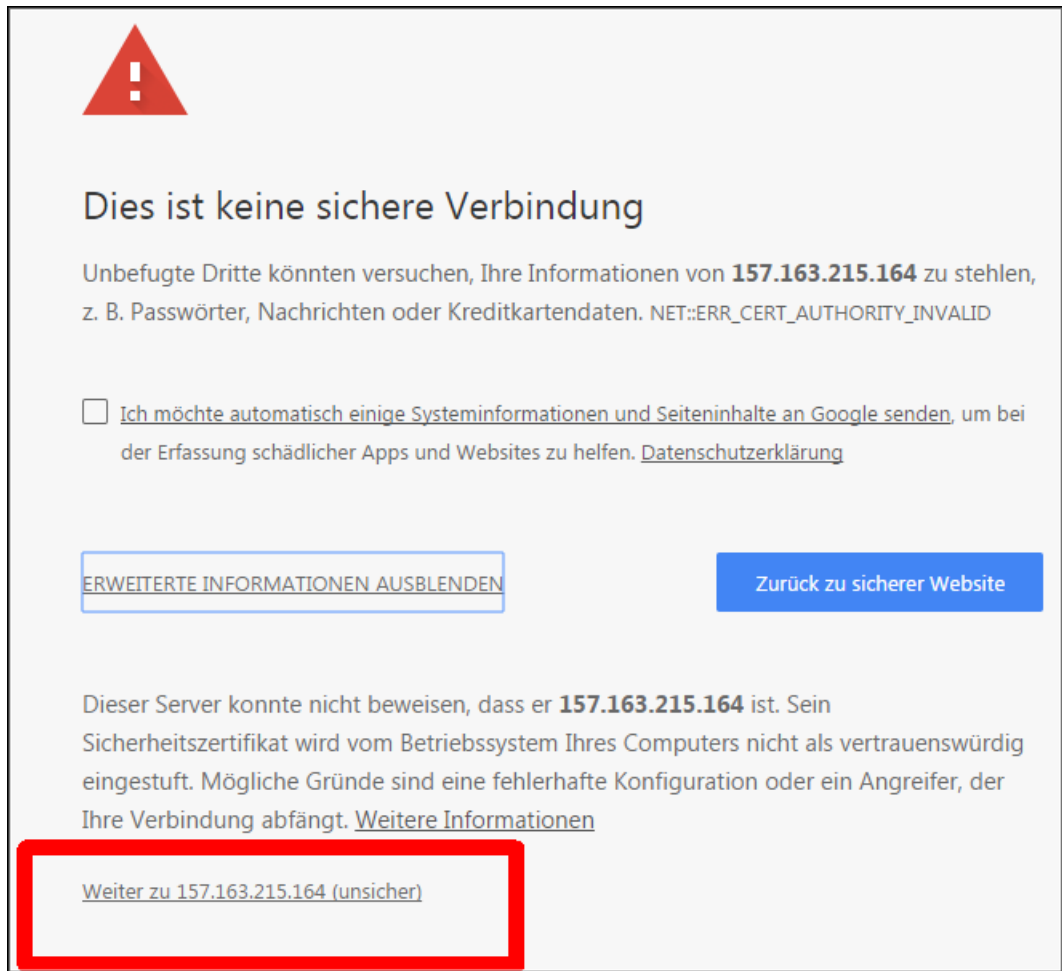 Dies ist keine sichere Verbindung
Unbefugte Dritte könnten versuchen, Ihre Informationen von 157.163.215.164 zu stehlen,
z. B. Passwörter, Nachrichten oder Kreditkartendaten. NET::ERR_CERT_AUTHORITY_INVALID
Ich möchte automatisch einige Systeminformationen und Seiteninhalte an Google senden, um bei
der Erfassung schädlicher Apps und Websites zu helfen. Datenschutzerklärung
ERWEITERTE INFORMATIONEN AUSBLENDEN
Zurück zu sicherer Website
Dieser Server konnte nicht beweisen, dass er 157.163.215.164 ist. Sein
Sicherheitszertifikat wird vom Betriebssystem Ihres Computers nicht als vertrauenswürdig
eingestuft. Mögliche Gründe sind eine fehlerhafte Konfiguration oder ein Angreifer, der
Ihre Verbindung abfängt. Weitere Informationen
Weiter zu 157.163.215.164 (unsicher)